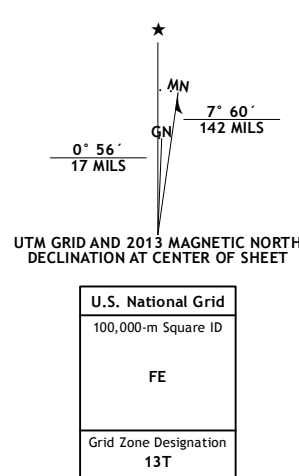 MN
GN
7° 60´
142 MILS
0° 56´
17 MILS
UTM GRID AND 2013 MAGNETIC NORTH
DECLINATION AT CENTER OF SHEET
U.S. National Grid
100,000-m Square ID
FE
Grid Zone Designation
13T